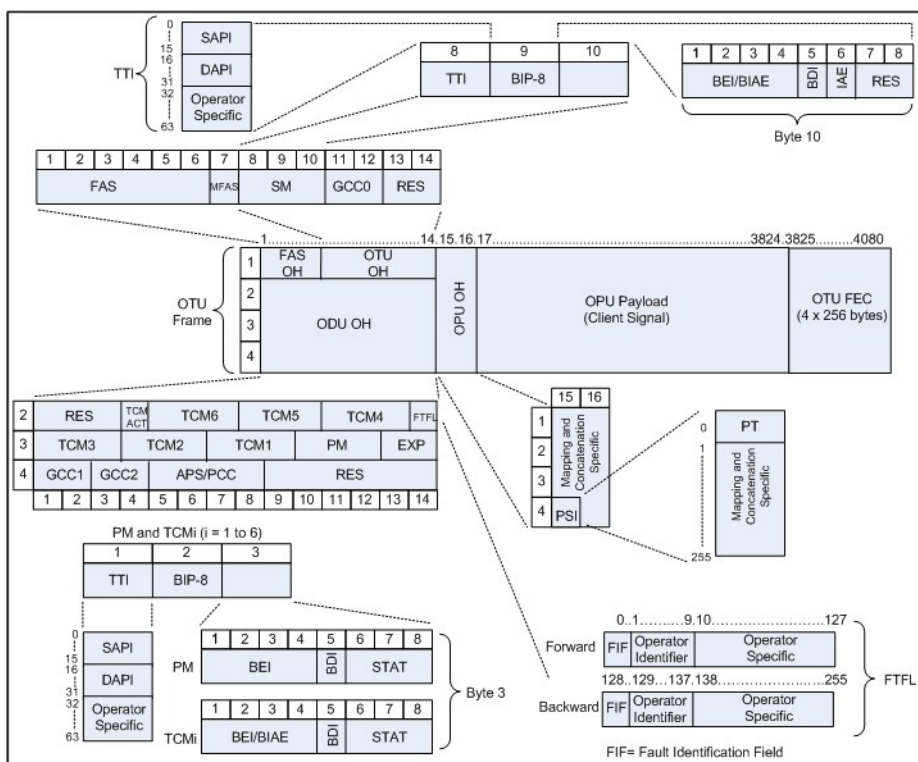 0
15
16
31
32
63
TTI
SAPI
DAPI
Operator
Specific
8 9 10
TTI BIP-8
1 2 3 4 5 6 7 8
BEI/BIAE BDI IAE RES
Byte 10
1 2 3 4 5 6 7 8 9 10 11 12 13 14
FAS MFAS SM GCC0 RES
1.......................................14.15.16.17...............................................................3824.3825.........4080
OTU
Frame
1
2
3
4
FAS
OH
OTU
OH
ODU OH
OPU OH
OPU Payload
(Client Signal)
OTU FEC
(4 x 256 bytes)
2 RES TCM ACT TCM6 TCM5 TCM4 FTFL
3 TCM3 TCM2 TCM1 PM EXP
4 GCC1 GCC2 APS/PCC RES
1 2 3 4 5 6 7 8 9 10 11 12 13 14
15 16
1
2
3
4
Mapping and
Concatenation
Specific
PSI
0
1
255
PT
Mapping and
Concatenation
Specific
PM and TCMi (i = 1 to 6)
1 2 3
TTI BIP-8
0
15
16
31
32
63
SAPI
DAPI
Operator
Specific
1 2 3 4 5 6 7 8
PM BEI BDI STAT
1 2 3 4 5 6 7 8
TCMi BEI/BIAE BDI STAT
Byte 3
0..1..............9.10..............................127
Forward FIF Operator Identifier Operator Specific
128..129...137.138..............................255
Backward FIF Operator Identifier Operator Specific
FTFL
FIF= Fault Identification Field